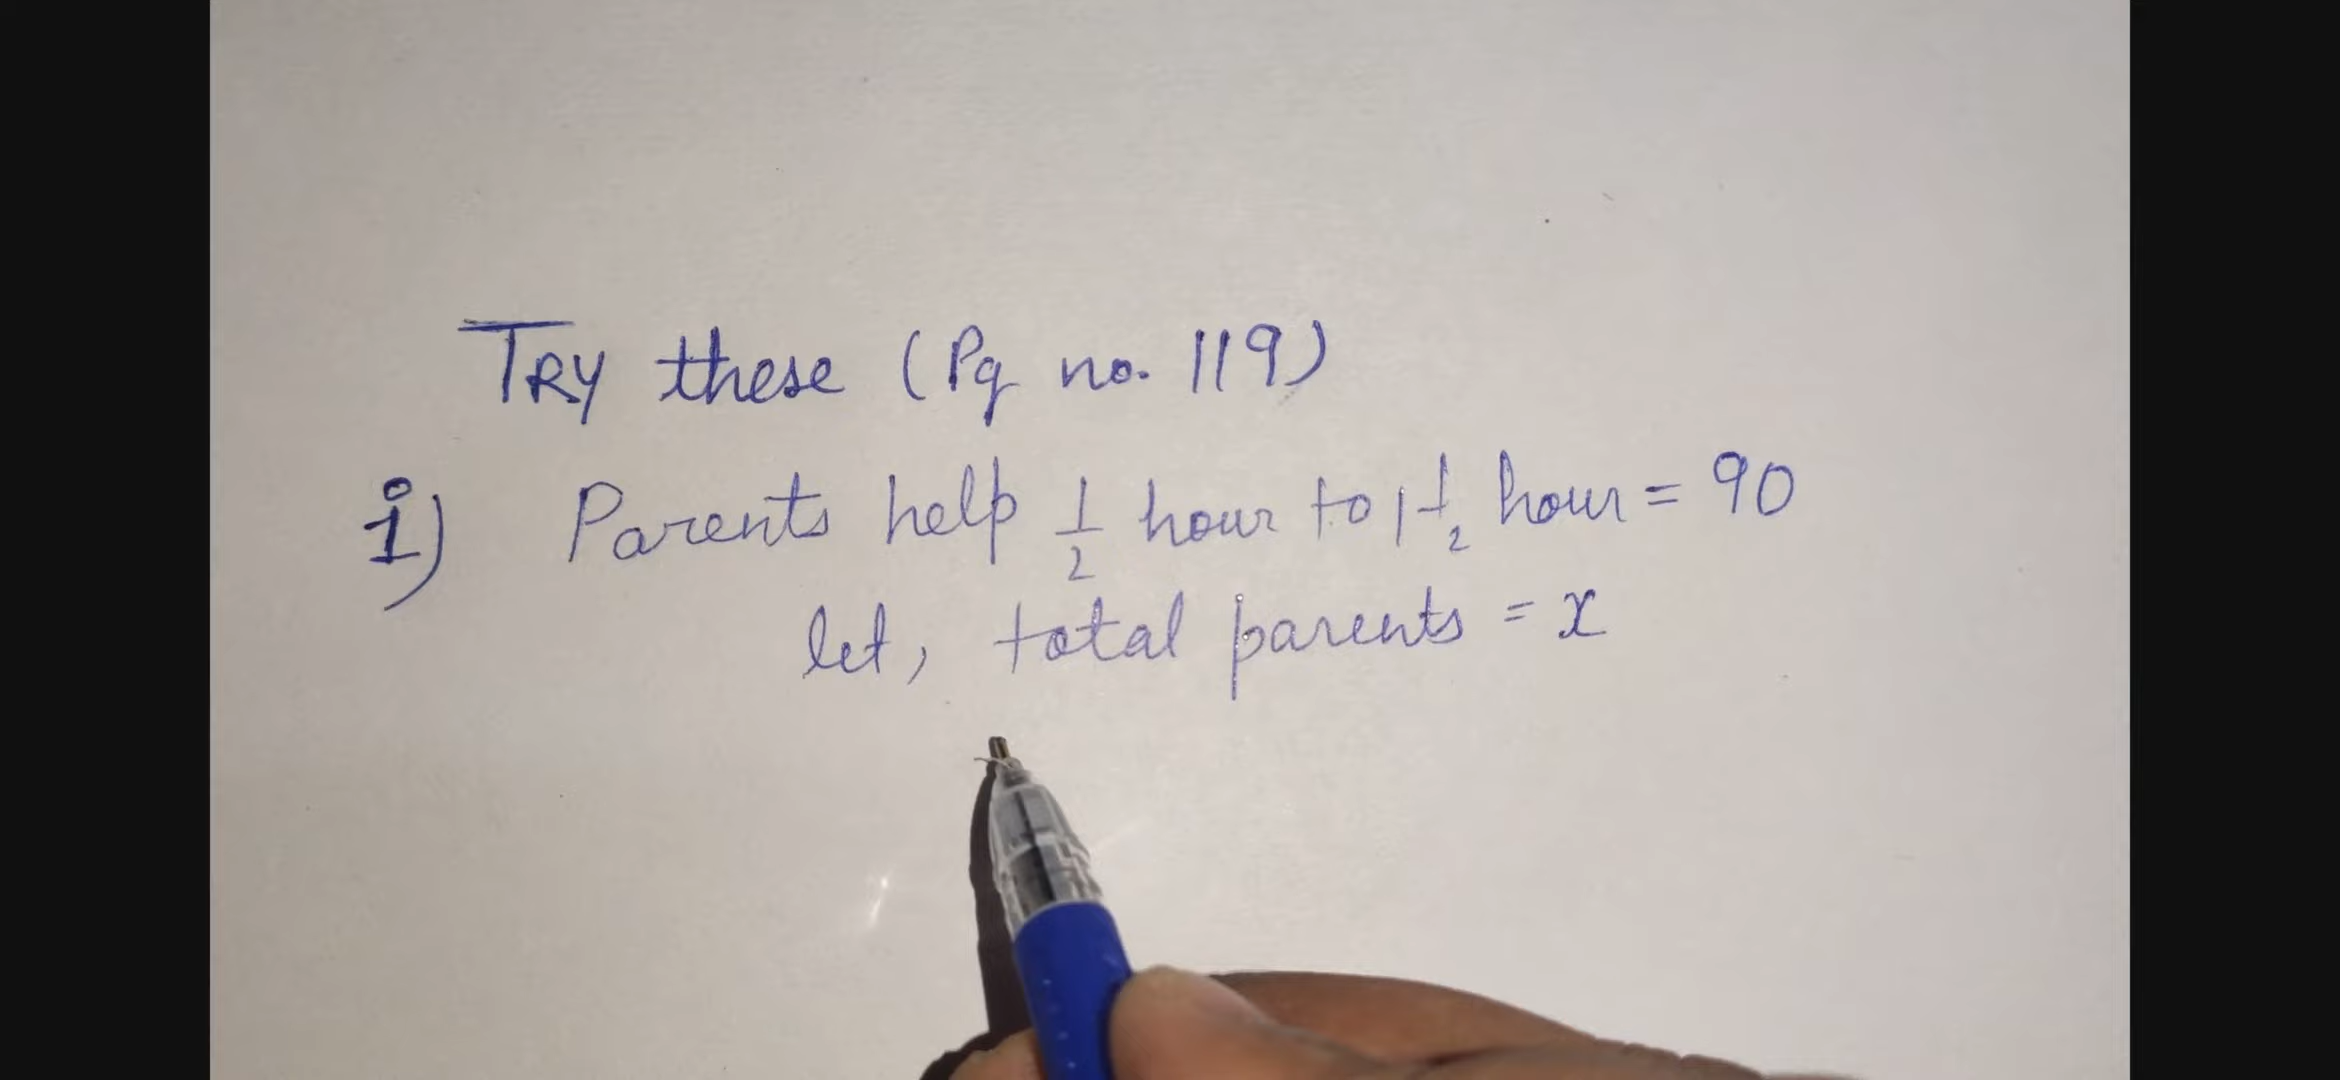 TRY these (Pg no. 119)
i) Parents help 1/2 hour to 1 1/2 hour = 90
let, total parents = x